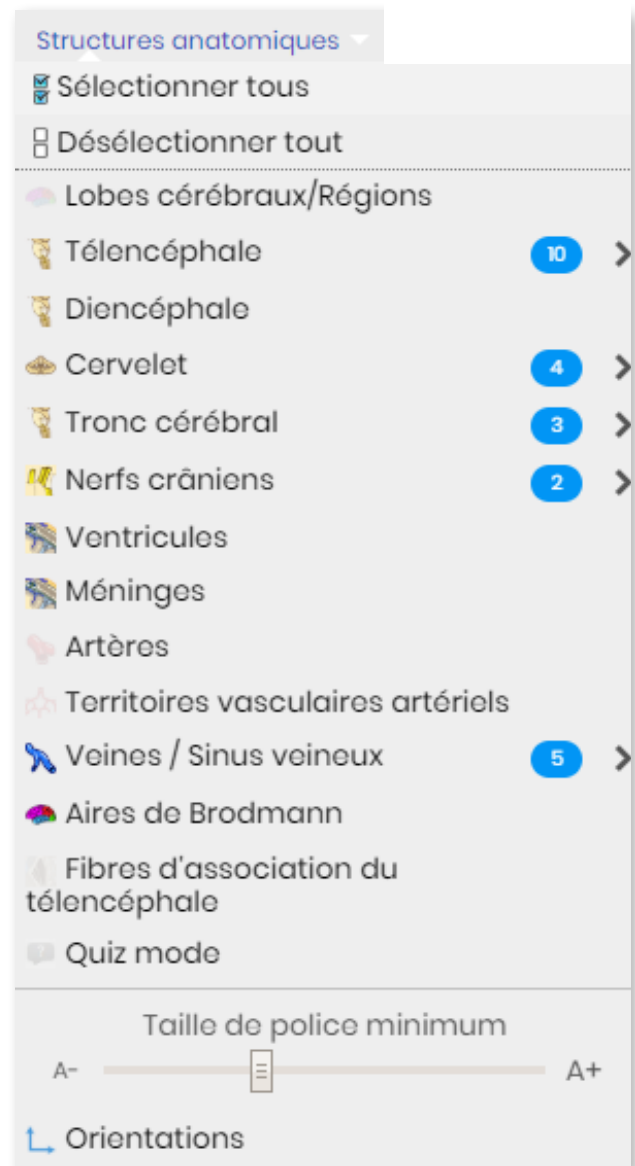 Structures anatomiques
Sélectionner tous
Désélectionner tout
Lobes cérébraux/Régions
Télencéphale 10
Diencéphale
Cervelet 4
Tronc cérébral 3
Nerfs crâniens 2
Ventricules
Méninges
Artères
Territoires vasculaires artériels
Veines / Sinus veineux 5
Aires de Brodmann
Fibres d'association du
télencéphale
Quiz mode
Taille de police minimum
A- A+
Orientations